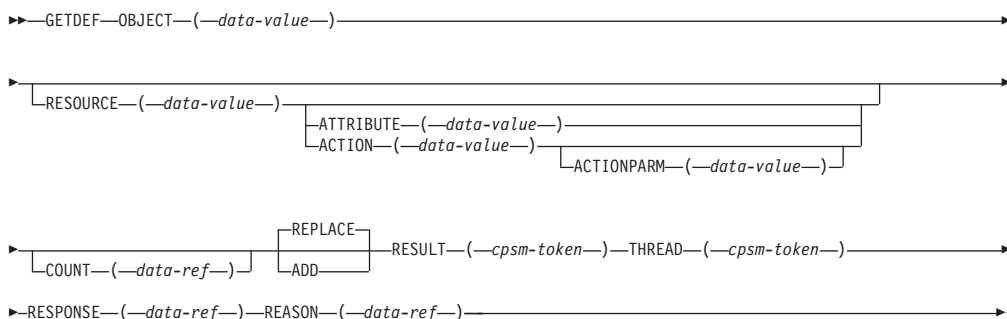 GETDEF OBJECT ( data-value )
RESOURCE ( data-value )
ATTRIBUTE ( data-value )
ACTION ( data-value )
ACTIONPARM ( data-value )
REPLACE
COUNT ( data-ref ) ADD RESULT ( cpsm-token ) THREAD ( cpsm-token )
RESPONSE ( data-ref ) REASON ( data-ref )